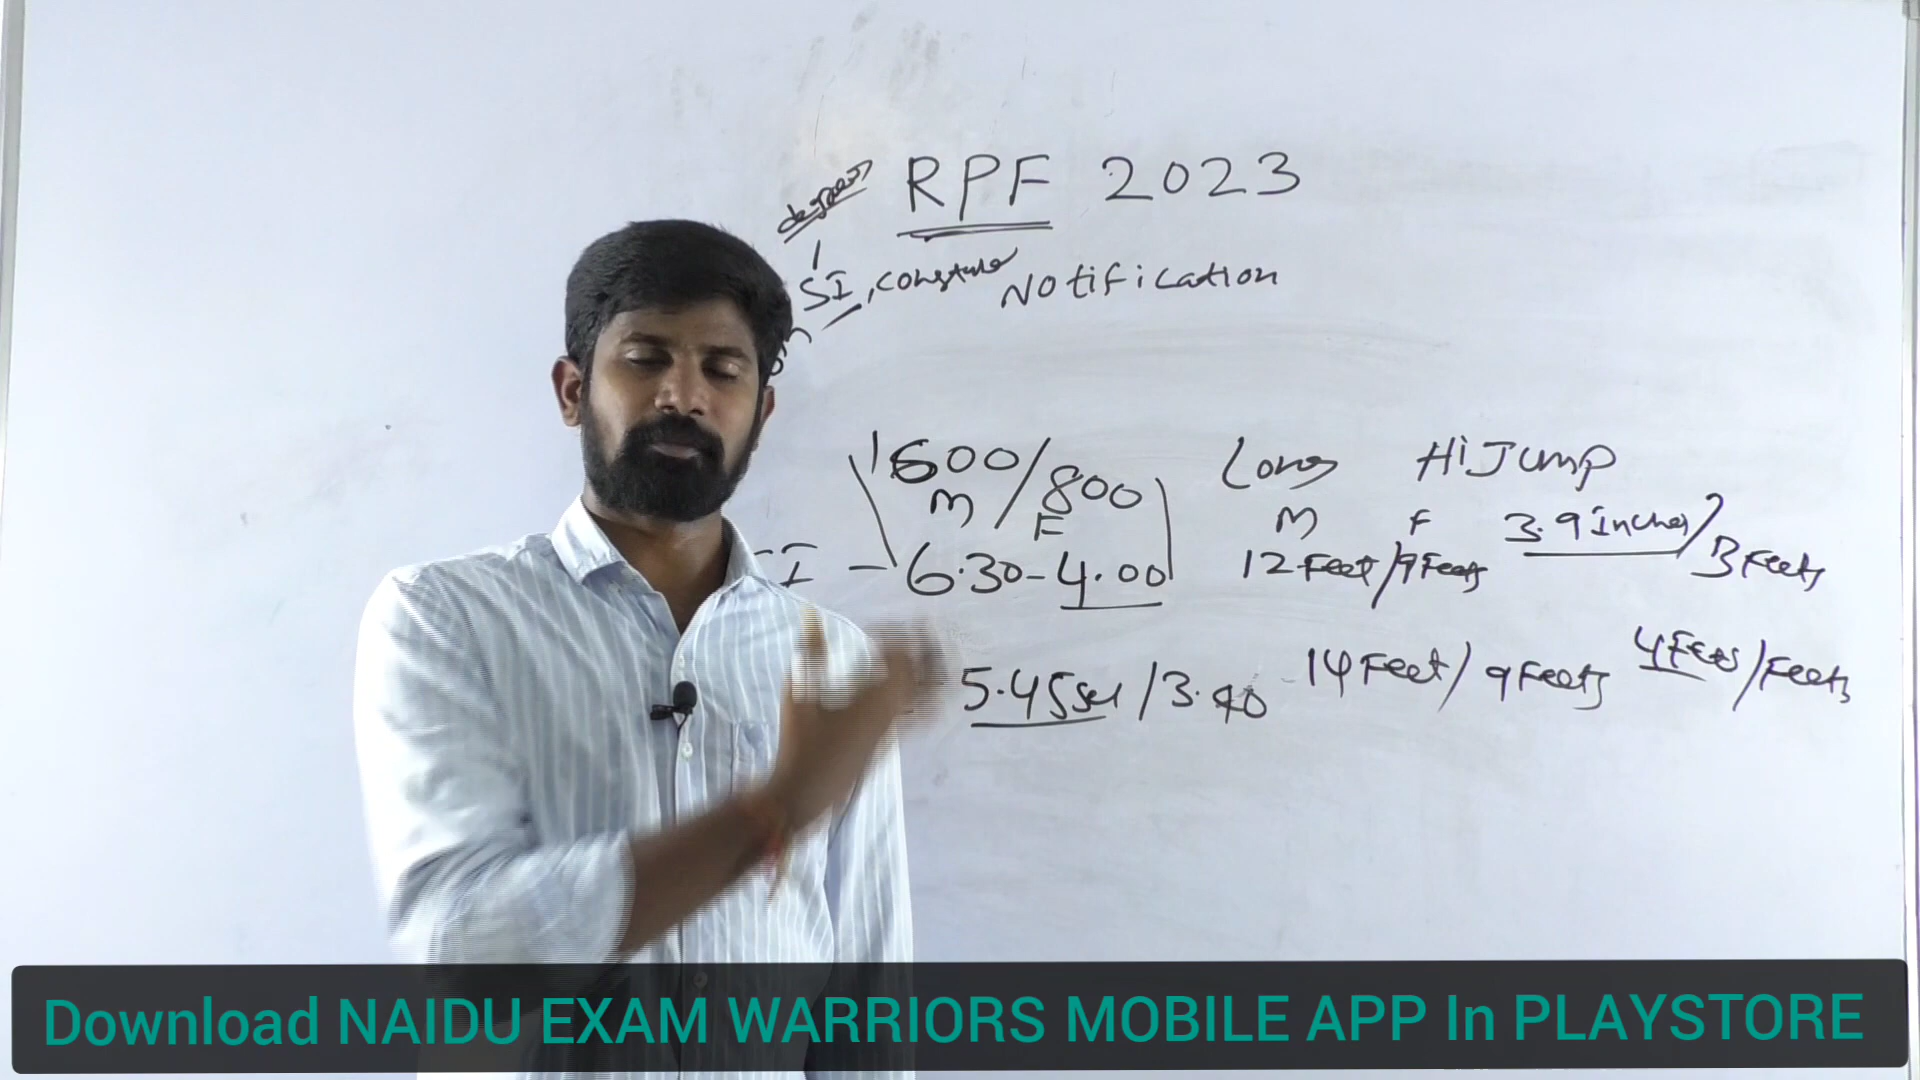 degree
RPF 2023
SI, constable Notification
1600/800 Long HiJump
M F M F 3.9 Inches/3 Feets
I - 6.30-4.00 12 Feet/9 Feets
5.45 sec/3.40 14 Feet/9 Feets 4 Feets/Feets
Download NAIDU EXAM WARRIORS MOBILE APP In PLAYSTORE